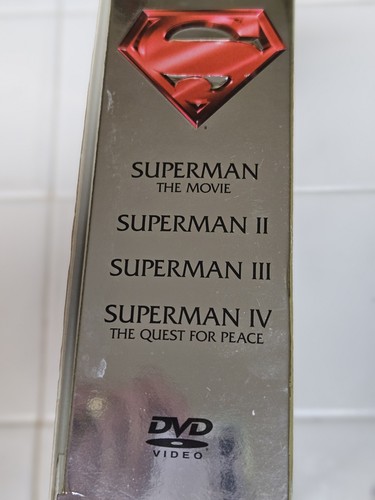 SUPERMAN
THE MOVIE
SUPERMAN II
SUPERMAN III
SUPERMAN IV
THE QUEST FOR PEACE
DVD
VIDEO